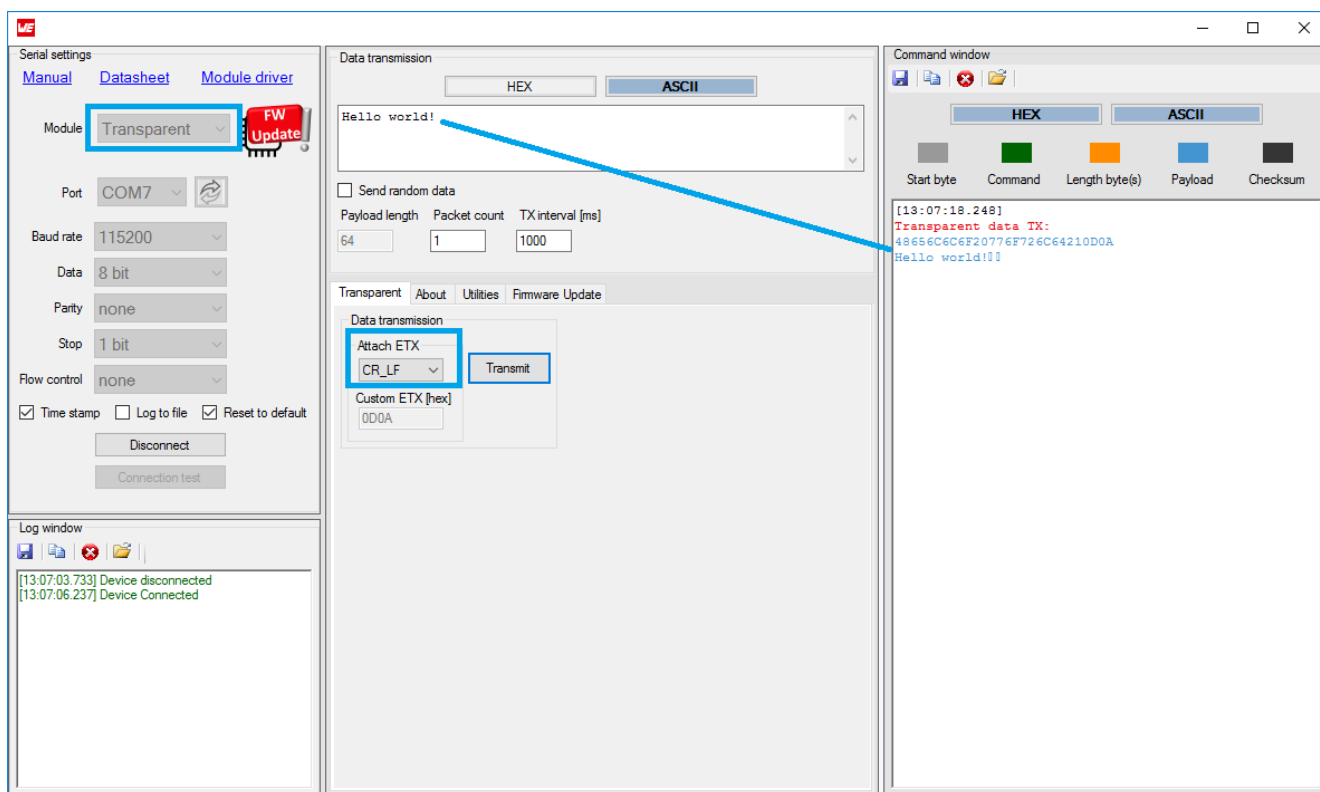 WE
Serial settings
Manual Datasheet Module driver
Module Transparent
FW
Update
Port COM7
Baud rate 115200
Data 8 bit
Parity none
Stop 1 bit
Flow control none
Time stamp Log to file Reset to default
Disconnect
Connection test
Log window
[13:07:03.733] Device disconnected
[13:07:06.237] Device Connected
Data transmission
HEX ASCII
Hello world!
Send random data
Payload length Packet count TX interval [ms]
64 1 1000
Transparent About Utilities Firmware Update
Data transmission
Attach ETX
CR_LF Transmit
Custom ETX [hex]
0D0A
Command window
HEX ASCII
Start byte Command Length byte(s) Payload Checksum
[13:07:18.248]
Transparent data TX:
48656C6C6F20776F726C64210D0A
Hello world!